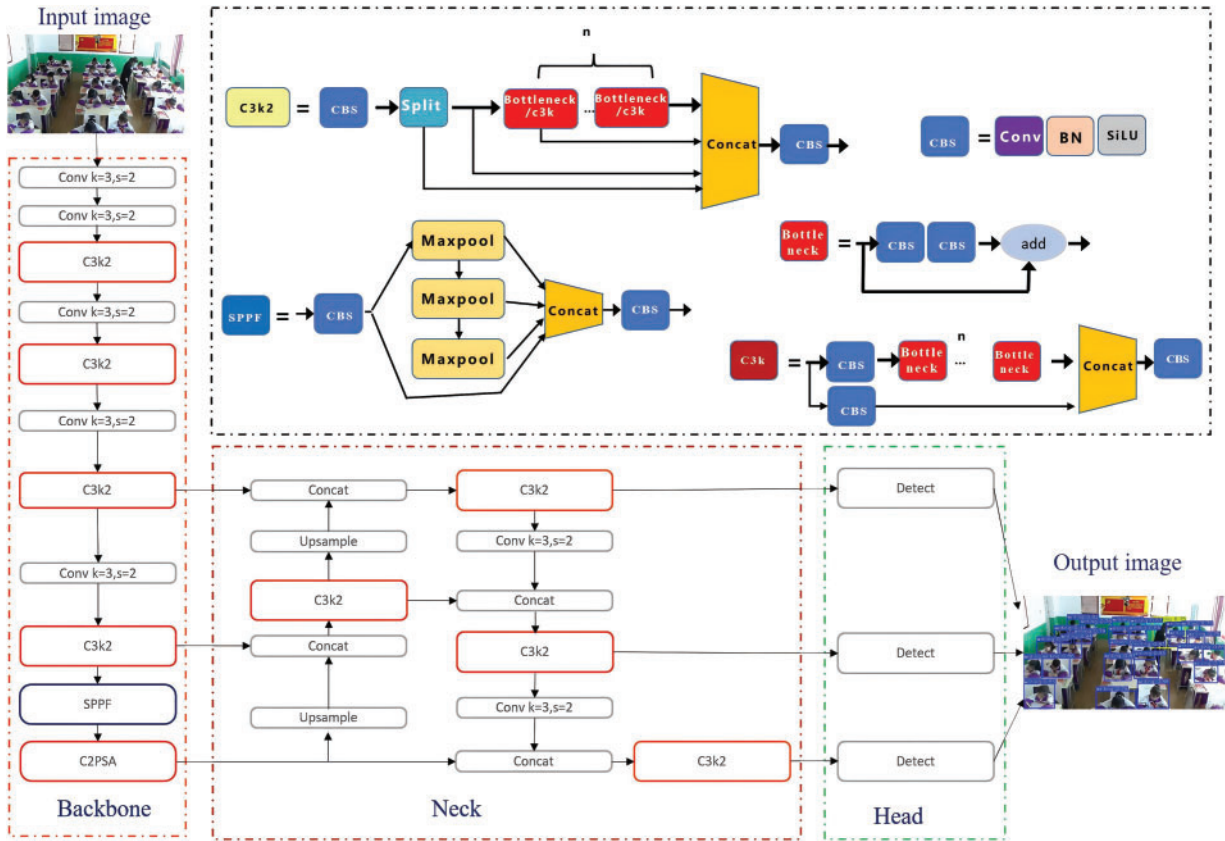 Input image
Conv k=3,s=2
Conv k=3,s=2
C3k2
Conv k=3,s=2
C3k2
Conv k=3,s=2
C3k2
Conv k=3,s=2
C3k2
SPPF
C2PSA
Backbone
n
C3k2 = CBS Split Bottleneck/c3k ... Bottleneck/c3k Concat CBS
CBS = Conv BN SiLU
SPPF = CBS Maxpool Maxpool Maxpool Concat CBS
Bottle
neck = CBS CBS add
n
C3k = CBS Bottle
neck ... Bottle
neck Concat CBS
CBS
Concat
Upsample
C3k2
Concat
Upsample
C3k2
Conv k=3,s=2
Concat
C3k2
Conv k=3,s=2
Concat
C3k2
Neck
Detect
Detect
Detect
Head
Output image